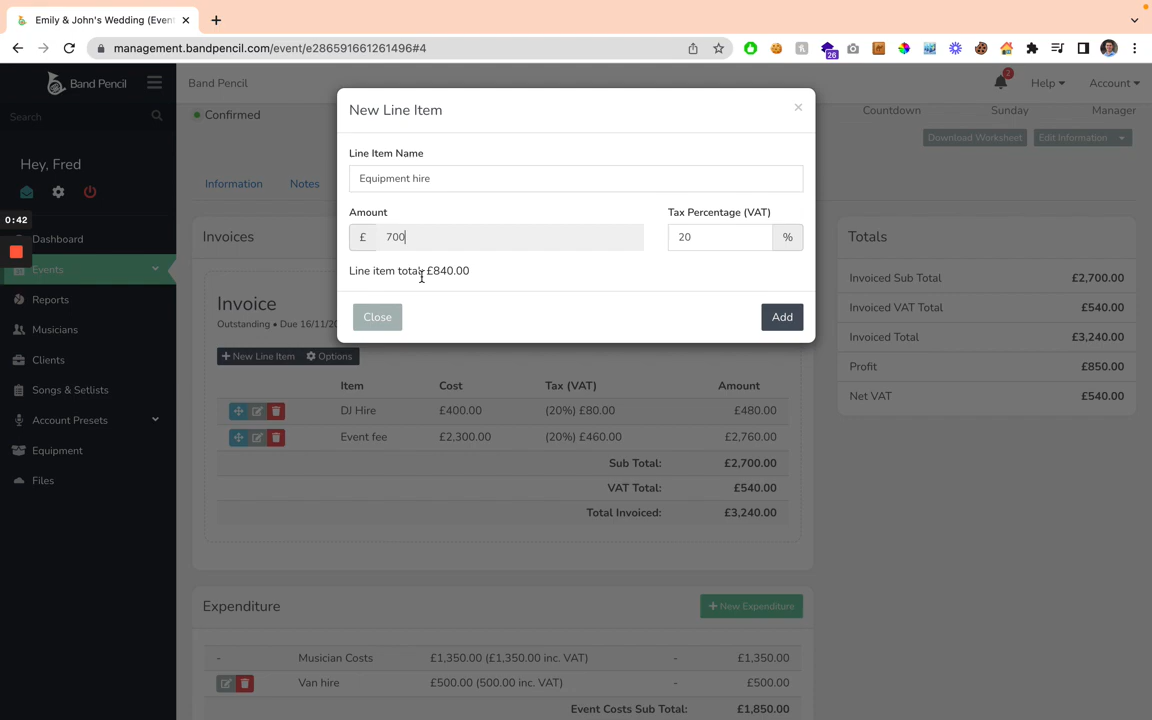 Emily & John's Wedding (Even
management.bandpencil.com/event/e286591661261496#4
26
Band Pencil
Band Pencil
2
Help
Account
Search
Confirmed
Countdown
Sunday
Manager
Download Worksheet
Edit Information
Hey, Fred
Information
Notes
0:42
Dashboard
Events
Reports
Musicians
Clients
Songs & Setlists
Account Presets
Equipment
Files
New Line Item
×
Line Item Name
Equipment hire
Amount
Tax Percentage (VAT)
£
700
20
%
Line item total: £840.00
Close
Add
Invoices
Invoice
Outstanding • Due 16/11/20
New Line Item
Options
Item
Cost
Tax (VAT)
Amount
DJ Hire
£400.00
(20%) £80.00
£480.00
Event fee
£2,300.00
(20%) £460.00
£2,760.00
Sub Total:
£2,700.00
VAT Total:
£540.00
Total Invoiced:
£3,240.00
Totals
Invoiced Sub Total
£2,700.00
Invoiced VAT Total
£540.00
Invoiced Total
£3,240.00
Profit
£850.00
Net VAT
£540.00
Expenditure
New Expenditure
-
Musician Costs
£1,350.00 (£1,350.00 inc. VAT)
-
£1,350.00
Van hire
£500.00 (500.00 inc. VAT)
-
£500.00
Event Costs Sub Total:
£1,850.00